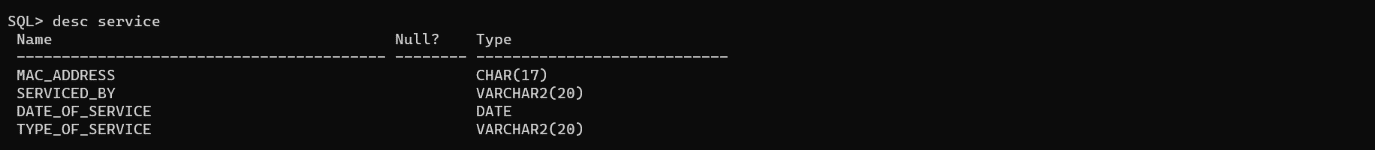 SQL> desc service
Name                                      Null?    Type
----------------------------------------- -------- ----------------------------
MAC_ADDRESS                                        CHAR(17)
SERVICED_BY                                        VARCHAR2(20)
DATE_OF_SERVICE                                    DATE
TYPE_OF_SERVICE                                    VARCHAR2(20)